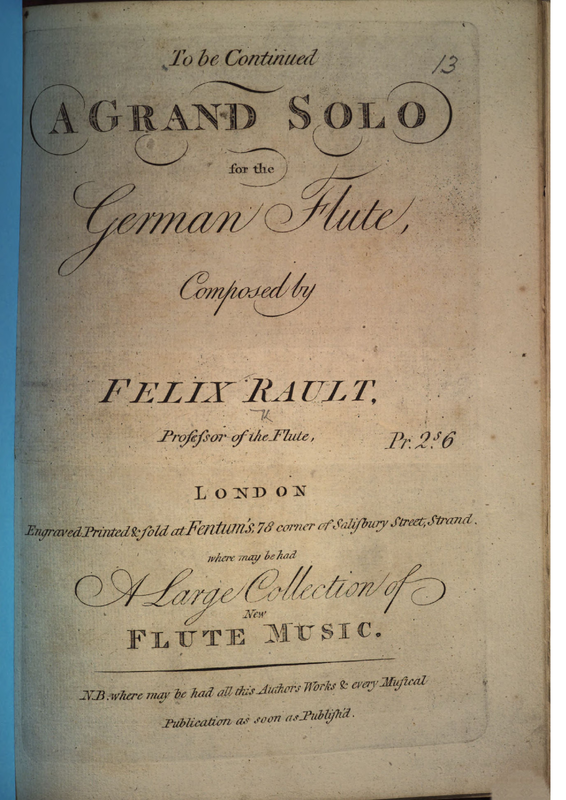 To be Continued
13
A GRAND SOLO
for the
German Flute,
Composed by
FELIX RAULT,
Profeſsor of the Flute,
Pr. 2.s6
LONDON
Engraved Printed & ſold at Fentum's, 78 corner of Saliſbury Street, Strand.
where may be had
A Large Collection of
New
FLUTE MUSIC.
N.B. where may be had all this Authors Works & every Muſical
Publication as soon as Publiſh'd.